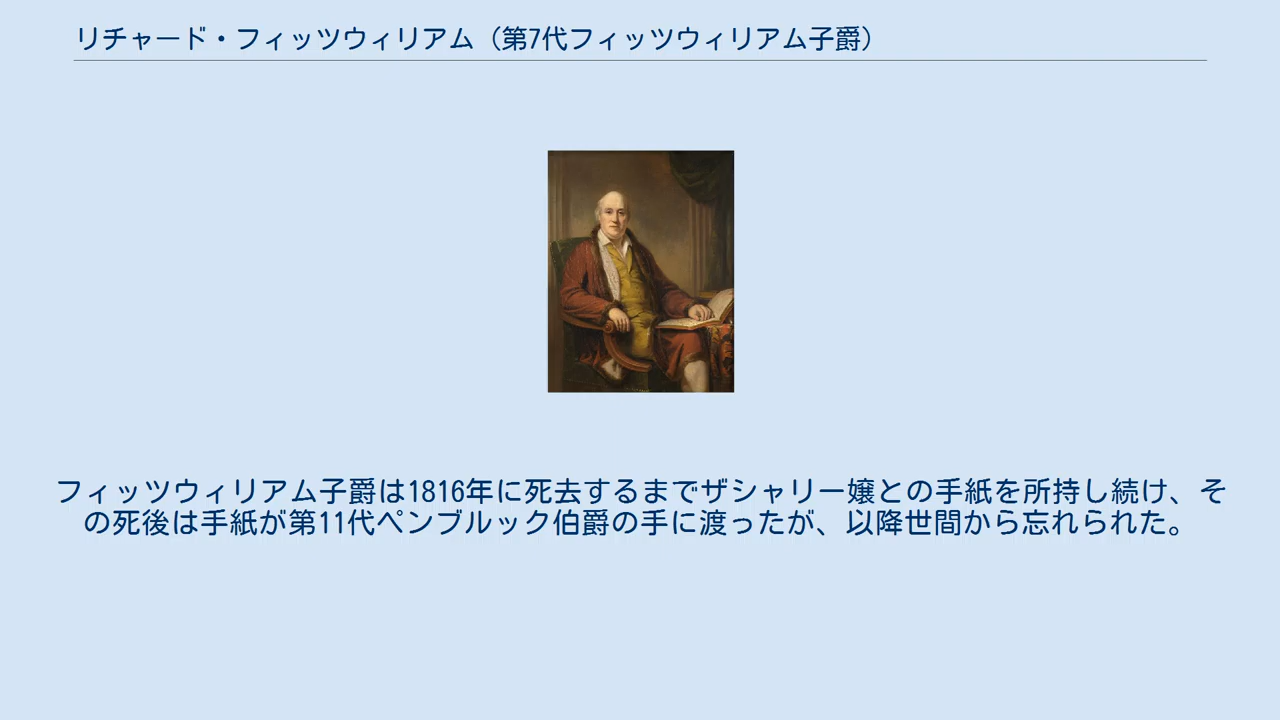 リチャード・フィッツウィリアム（第7代フィッツウィリアム子爵）
フィッツウィリアム子爵は1816年に死去するまでザシャリー嬢との手紙を所持し続け、そ
の死後は手紙が第11代ペンブルック伯爵の手に渡ったが、以降世間から忘れられた。